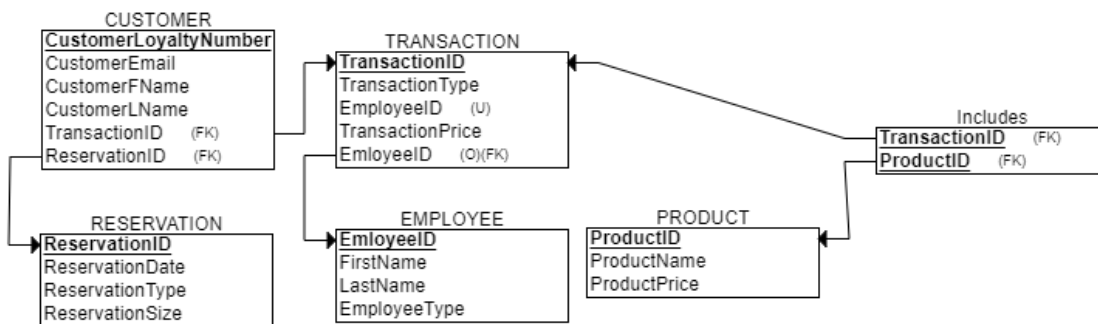 CUSTOMER
CustomerLoyaltyNumber
CustomerEmail
CustomerFName
CustomerLName
TransactionID (FK)
ReservationID (FK)
TRANSACTION
TransactionID
TransactionType
EmployeeID (U)
TransactionPrice
EmloyeeID (O)(FK)
Includes
TransactionID (FK)
ProductID (FK)
RESERVATION
ReservationID
ReservationDate
ReservationType
ReservationSize
EMPLOYEE
EmloyeeID
FirstName
LastName
EmployeeType
PRODUCT
ProductID
ProductName
ProductPrice